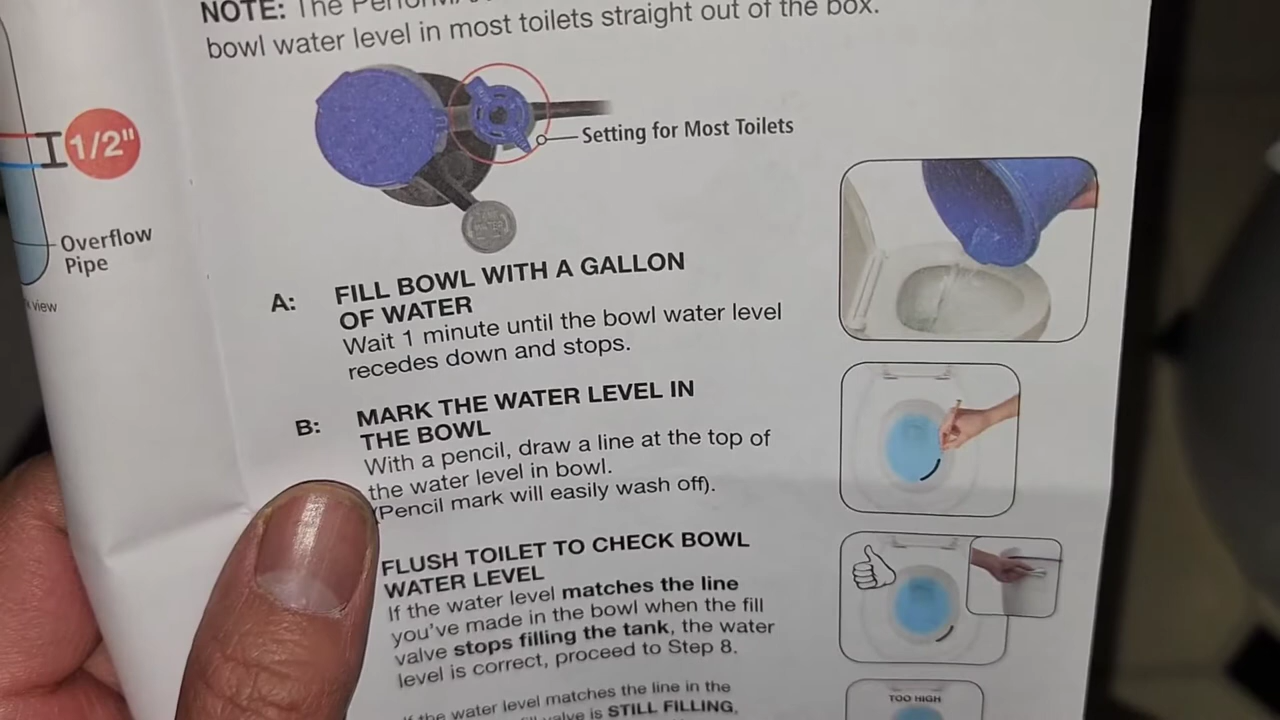 NOTE: The
bowl water level in most toilets straight out of the box.
1/2"
Setting for Most Toilets
Overflow
Pipe
view
A: FILL BOWL WITH A GALLON
OF WATER
Wait 1 minute until the bowl water level
recedes down and stops.
B: MARK THE WATER LEVEL IN
THE BOWL
With a pencil, draw a line at the top of
the water level in bowl.
(Pencil mark will easily wash off).
FLUSH TOILET TO CHECK BOWL
WATER LEVEL
If the water level matches the line
you've made in the bowl when the fill
valve stops filling the tank, the water
level is correct, proceed to Step 8.
the water level matches the line in the
valve is STILL FILLING,
TOO HIGH